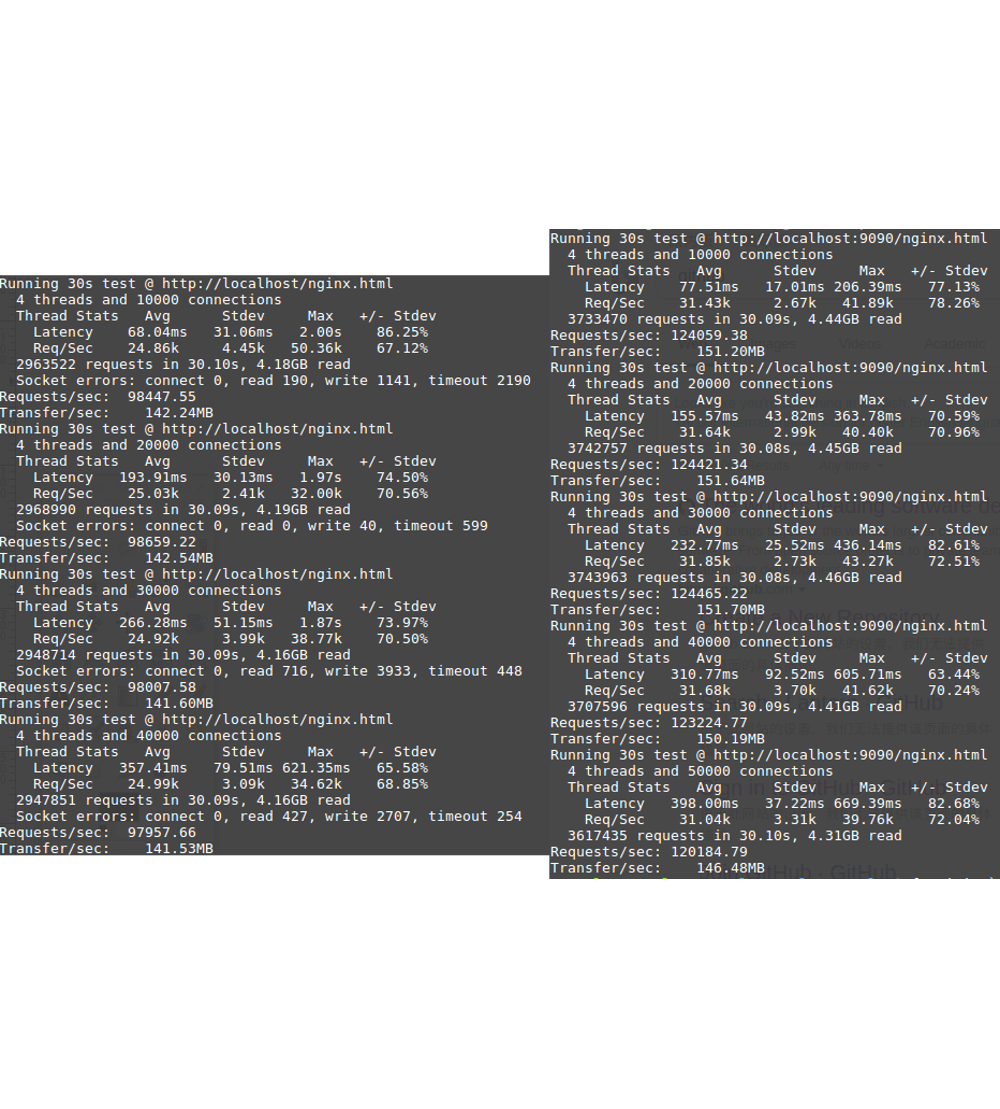 Running 30s test @ http://localhost/nginx.html
4 threads and 10000 connections
Thread Stats Avg Stdev Max +/- Stdev
Latency 68.04ms 31.06ms 2.00s 86.25%
Req/Sec 24.86k 4.45k 50.36k 67.12%
2963522 requests in 30.10s, 4.18GB read
Socket errors: connect 0, read 190, write 1141, timeout 2190
Requests/sec: 98447.55
Transfer/sec: 142.24MB
Running 30s test @ http://localhost/nginx.html
4 threads and 20000 connections
Thread Stats Avg Stdev Max +/- Stdev
Latency 193.91ms 30.13ms 1.97s 74.50%
Req/Sec 25.03k 2.41k 32.00k 70.56%
2968990 requests in 30.09s, 4.19GB read
Socket errors: connect 0, read 0, write 40, timeout 599
Requests/sec: 98659.22
Transfer/sec: 142.54MB
Running 30s test @ http://localhost/nginx.html
4 threads and 30000 connections
Thread Stats Avg Stdev Max +/- Stdev
Latency 266.28ms 51.15ms 1.87s 73.97%
Req/Sec 24.92k 3.99k 38.77k 70.50%
2948714 requests in 30.09s, 4.16GB read
Socket errors: connect 0, read 716, write 3933, timeout 448
Requests/sec: 98007.58
Transfer/sec: 141.60MB
Running 30s test @ http://localhost/nginx.html
4 threads and 40000 connections
Thread Stats Avg Stdev Max +/- Stdev
Latency 357.41ms 79.51ms 621.35ms 65.58%
Req/Sec 24.99k 3.09k 34.62k 68.85%
2947851 requests in 30.09s, 4.16GB read
Socket errors: connect 0, read 427, write 2707, timeout 254
Requests/sec: 97957.66
Transfer/sec: 141.53MB
Running 30s test @ http://localhost:9090/nginx.html
4 threads and 10000 connections
Thread Stats Avg Stdev Max +/- Stdev
Latency 77.51ms 17.01ms 206.39ms 77.13%
Req/Sec 31.43k 2.67k 41.89k 78.26%
3733470 requests in 30.09s, 4.44GB read
Requests/sec: 124059.38
Transfer/sec: 151.20MB
Running 30s test @ http://localhost:9090/nginx.html
4 threads and 20000 connections
Thread Stats Avg Stdev Max +/- Stdev
Latency 155.57ms 43.82ms 363.78ms 70.59%
Req/Sec 31.64k 2.99k 40.40k 70.96%
3742757 requests in 30.08s, 4.45GB read
Requests/sec: 124421.34
Transfer/sec: 151.64MB
Running 30s test @ http://localhost:9090/nginx.html
4 threads and 30000 connections
Thread Stats Avg Stdev Max +/- Stdev
Latency 232.77ms 25.52ms 436.14ms 82.61%
Req/Sec 31.85k 2.73k 43.27k 72.51%
3743963 requests in 30.08s, 4.46GB read
Requests/sec: 124465.22
Transfer/sec: 151.70MB
Running 30s test @ http://localhost:9090/nginx.html
4 threads and 40000 connections
Thread Stats Avg Stdev Max +/- Stdev
Latency 310.77ms 92.52ms 605.71ms 63.44%
Req/Sec 31.68k 3.70k 41.62k 70.24%
3707596 requests in 30.09s, 4.41GB read
Requests/sec: 123224.77
Transfer/sec: 150.19MB
Running 30s test @ http://localhost:9090/nginx.html
4 threads and 50000 connections
Thread Stats Avg Stdev Max +/- Stdev
Latency 398.00ms 37.22ms 669.39ms 82.68%
Req/Sec 31.04k 3.31k 39.76k 72.04%
3617435 requests in 30.10s, 4.31GB read
Requests/sec: 120184.79
Transfer/sec: 146.48MB